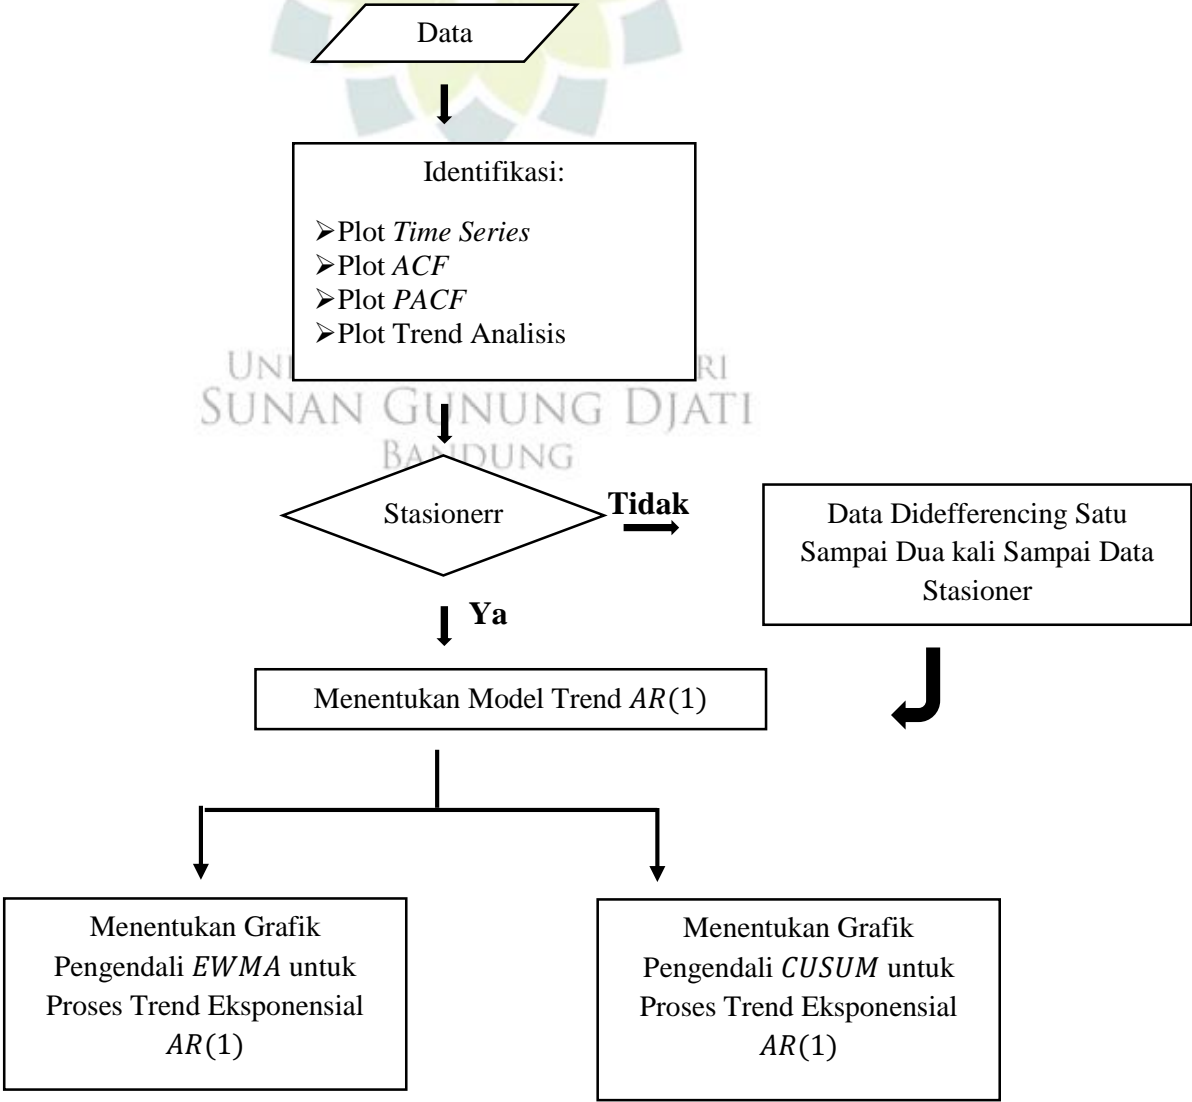 Data
Identifikasi:
➢Plot Time Series
➢Plot ACF
➢Plot PACF
➢Plot Trend Analisis
UNI RI
SUNAN GUNUNG DJATI
BANDUNG
Stasionerr
Tidak
Data Didefferencing Satu
Sampai Dua kali Sampai Data
Stasioner
Ya
Menentukan Model Trend AR(1)
Menentukan Grafik
Pengendali EWMA untuk
Proses Trend Eksponensial
AR(1)
Menentukan Grafik
Pengendali CUSUM untuk
Proses Trend Eksponensial
AR(1)